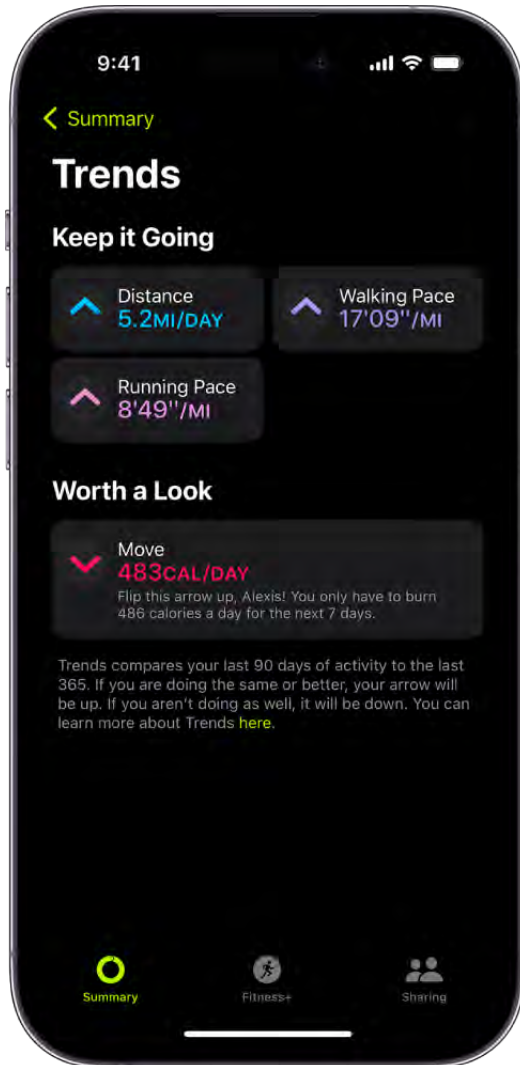 9:41
Summary
Trends
Keep it Going
Distance
5.2MI/DAY
Walking Pace
17'09"/MI
Running Pace
8'49"/MI
Worth a Look
Move
483CAL/DAY
Flip this arrow up, Alexis! You only have to burn
486 calories a day for the next 7 days.
Trends compares your last 90 days of activity to the last
365. If you are doing the same or better, your arrow will
be up. If you aren't doing as well, it will be down. You can
learn more about Trends here.
Summary
Fitness+
Sharing